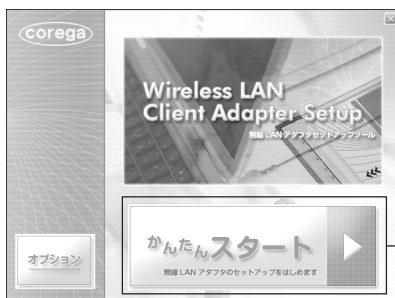 corega
Wireless LAN
Client Adapter Setup
無線LANアダプタセットアップツール
かんたんスタート
無線LANアダプタのセットアップをはじめます
オプション